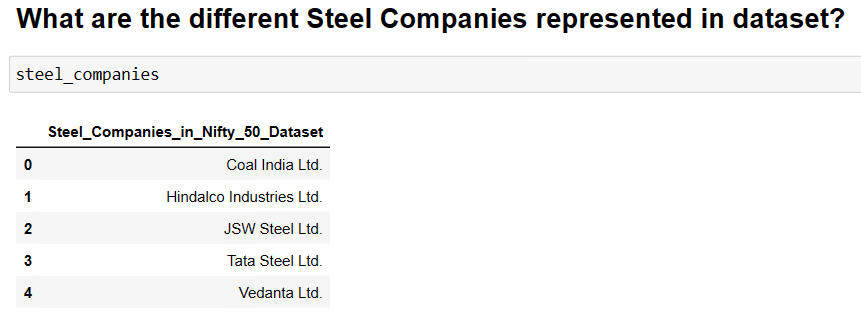 What are the different Steel Companies represented in dataset?
steel_companies
Steel_Companies_in_Nifty_50_Dataset
0 Coal India Ltd.
1 Hindalco Industries Ltd.
2 JSW Steel Ltd.
3 Tata Steel Ltd.
4 Vedanta Ltd.